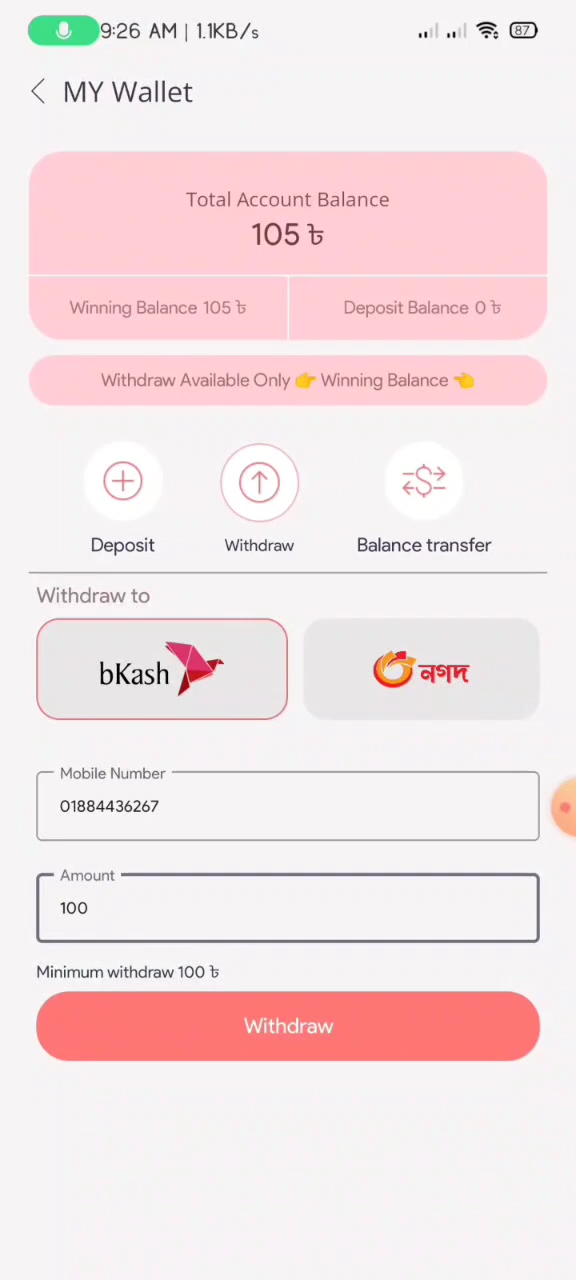 9:26 AM | 1.1KB/s 87
MY Wallet
Total Account Balance
105 ৳
Winning Balance 105 ৳
Deposit Balance 0 ৳
Withdraw Available Only 👉 Winning Balance 👈
Deposit
Withdraw
Balance transfer
Withdraw to
bKash
নগদ
Mobile Number
01884436267
Amount
100
Minimum withdraw 100 ৳
Withdraw